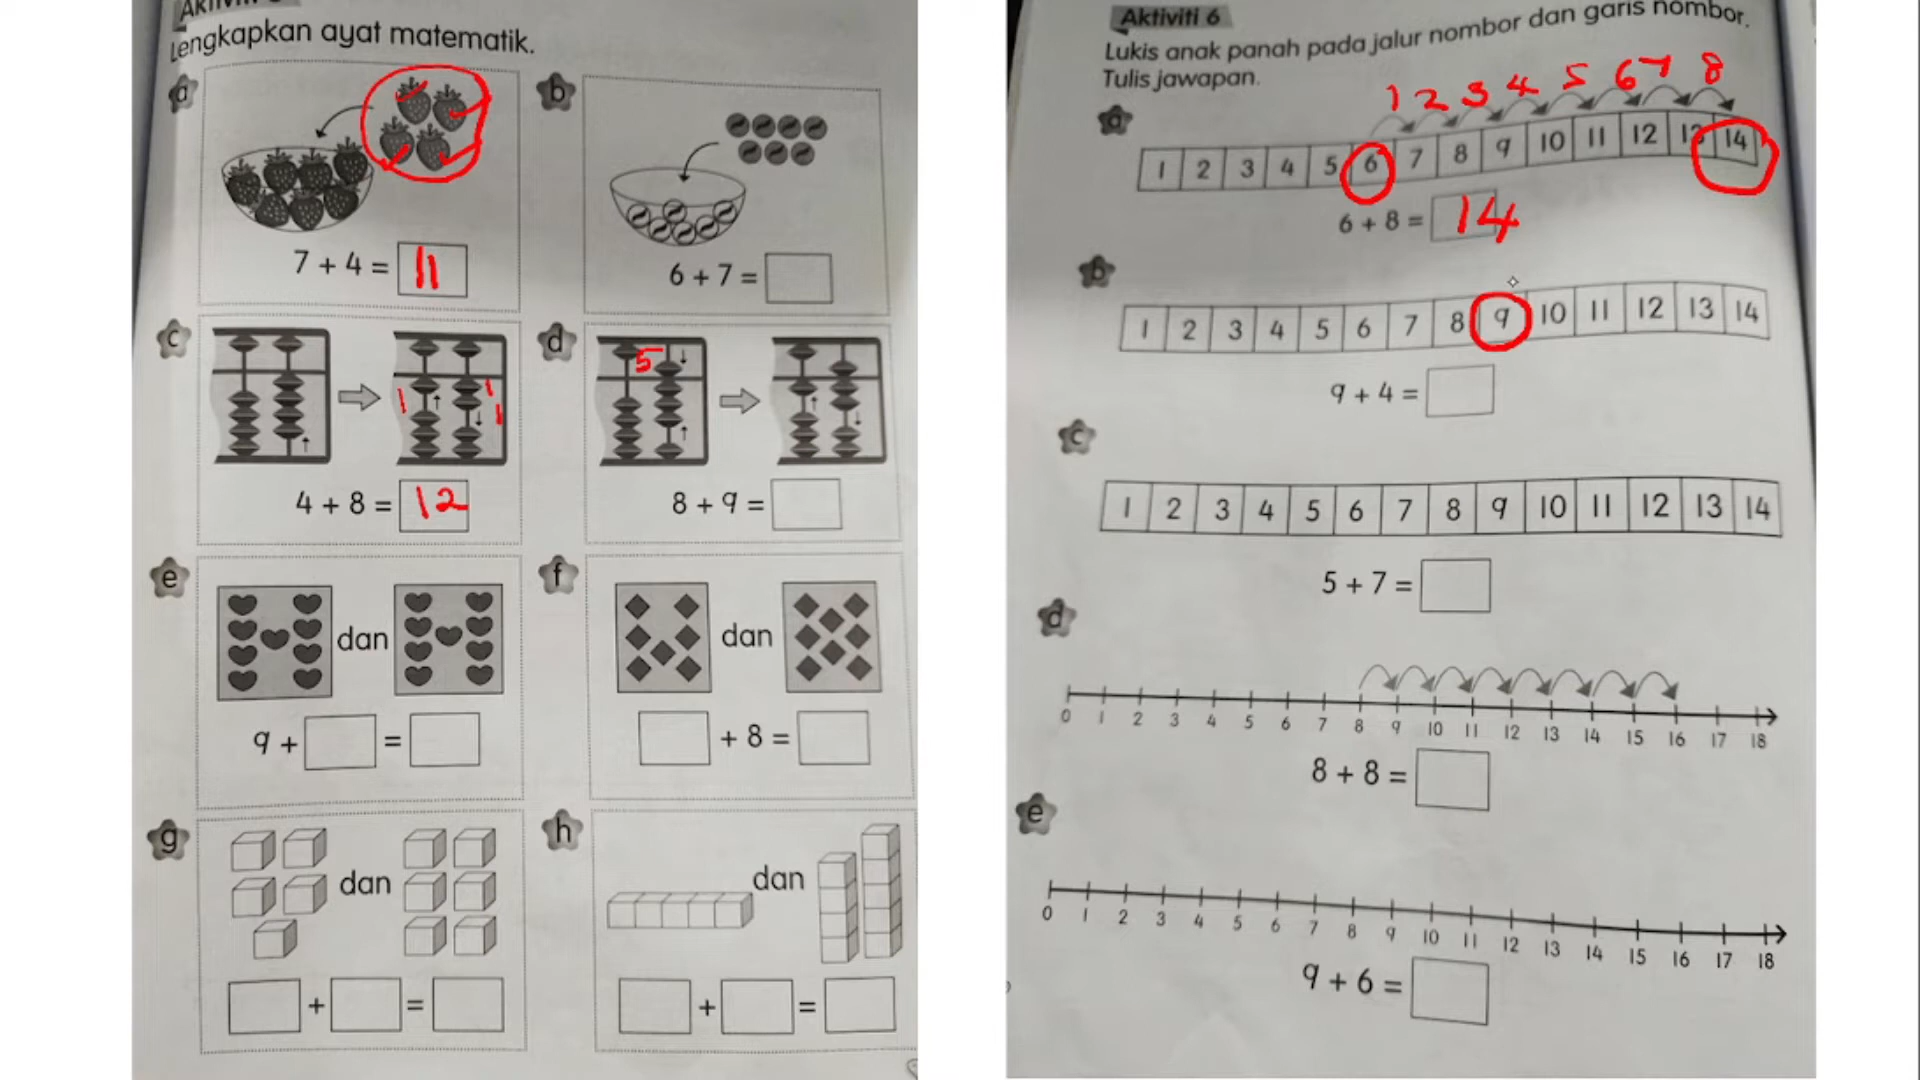 Lengkapkan ayat matematik.
a
7 + 4 = 11
b
6 + 7 =
c
1 1
1
4 + 8 = 12
d
5
8 + 9 =
e
dan
9 + =
f
dan
+ 8 =
g
dan
+ =
h
dan
+ =
Aktiviti 6
Lukis anak panah pada jalur nombor dan garis nombor.
Tulis jawapan.
1 2 3 4 5 6 7 8
a
1 2 3 4 5 6 7 8 9 10 11 12 13 14
6 + 8 = 14
b
1 2 3 4 5 6 7 8 9 10 11 12 13 14
9 + 4 =
c
1 2 3 4 5 6 7 8 9 10 11 12 13 14
5 + 7 =
d
0 1 2 3 4 5 6 7 8 9 10 11 12 13 14 15 16 17 18
8 + 8 =
e
0 1 2 3 4 5 6 7 8 9 10 11 12 13 14 15 16 17 18
9 + 6 =